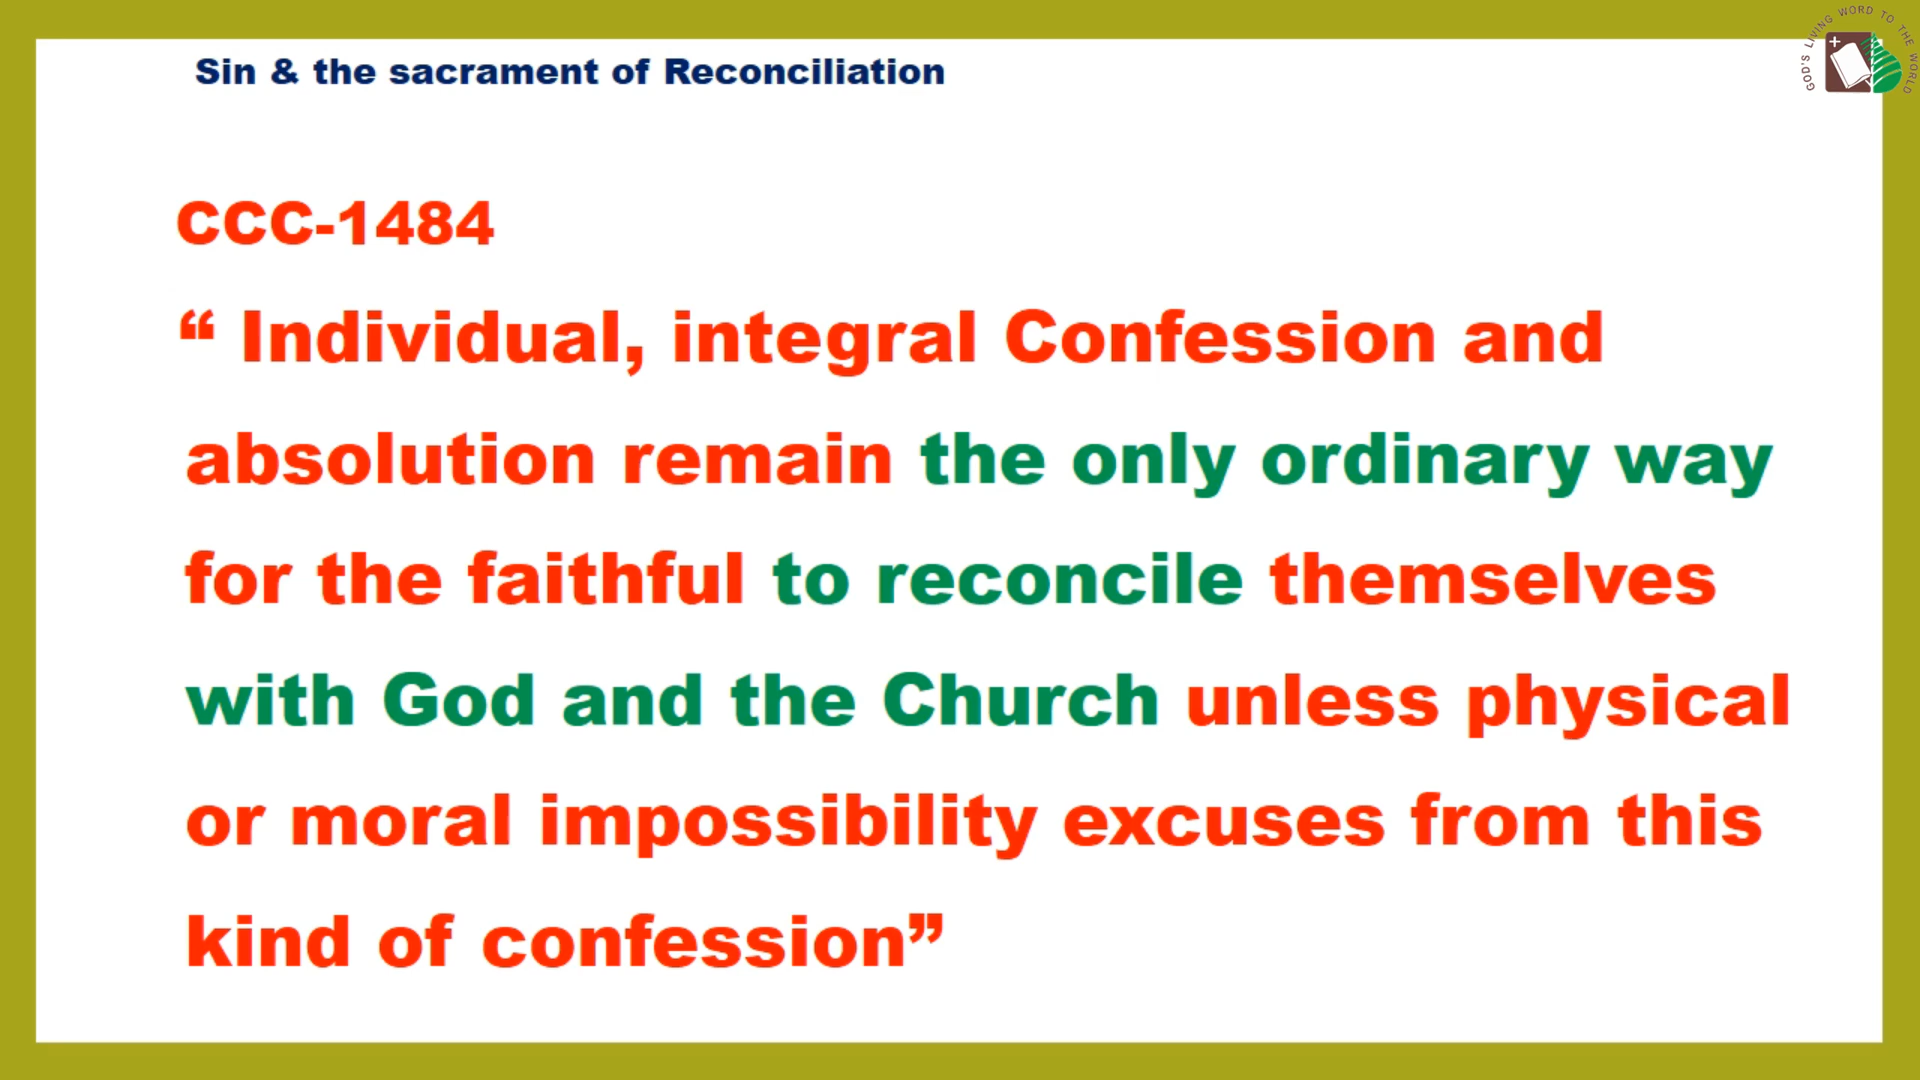 GOD'S LIVING WORD TO THE WORLD
Sin & the sacrament of Reconciliation
CCC-1484
“ Individual, integral Confession and
absolution remain the only ordinary way
for the faithful to reconcile themselves
with God and the Church unless physical
or moral impossibility excuses from this
kind of confession”